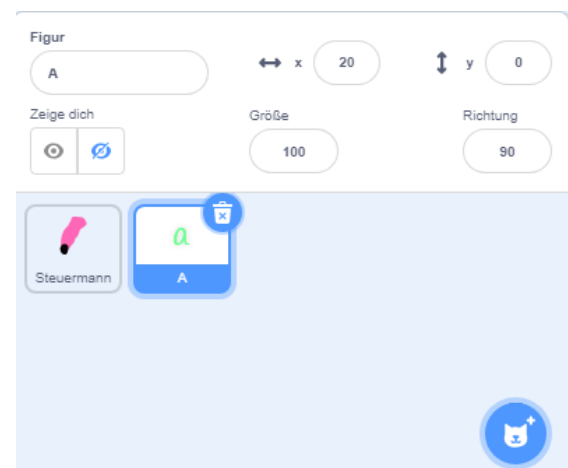 Figur
A
x 20
y 0
Zeige dich
Größe
100
Richtung
90
a
Steuermann
A